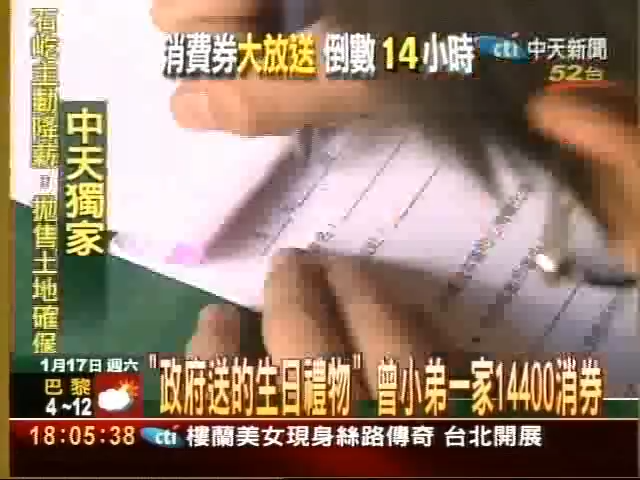 消費券大放送 倒數14小時
cti 中天新聞
52台
石屹主動降薪 拋售土地確保
中天獨家
1月17日 週六
巴黎
4~12
"政府送的生日禮物" 曾小弟一家14400消券
18:05:38 cti 樓蘭美女現身絲路傳奇 台北開展